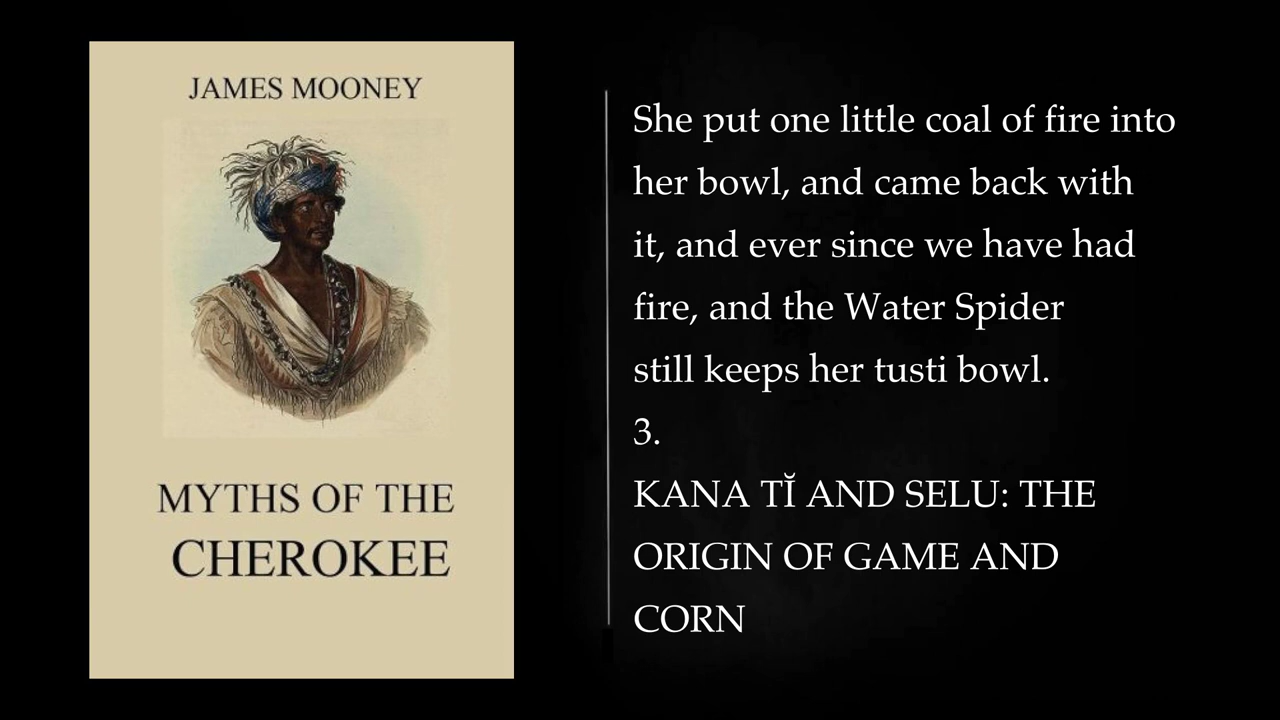 JAMES MOONEY
MYTHS OF THE
CHEROKEE
She put one little coal of fire into
her bowl, and came back with
it, and ever since we have had
fire, and the Water Spider
still keeps her tusti bowl.
3.
KANA TĬ AND SELU: THE
ORIGIN OF GAME AND
CORN